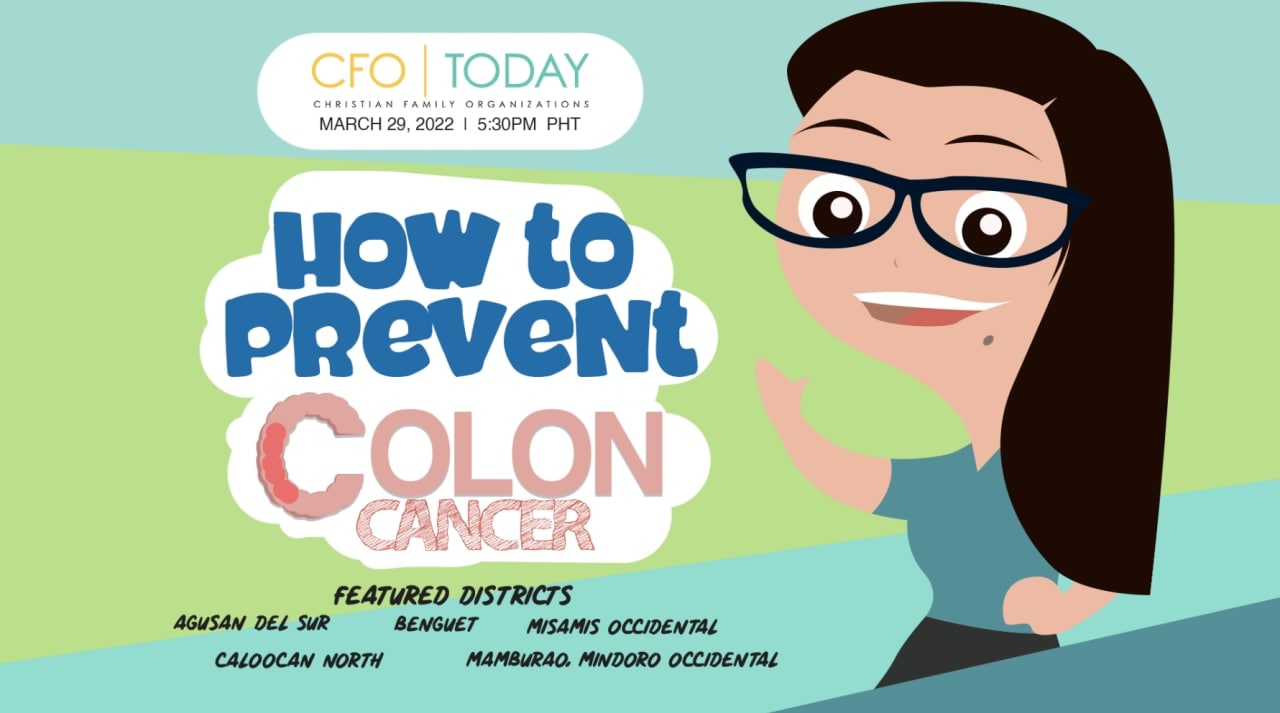 CFO | TODAY
CHRISTIAN FAMILY ORGANIZATIONS
MARCH 29, 2022 | 5:30PM PHT
HOW to
PREVENT
COLON
CANCER
FEATURED DISTRICTS
AGUSAN DEL SUR BENGUET MISAMIS OCCIDENTAL
CALOOCAN NORTH MAMBURAO, MINDORO OCCIDENTAL